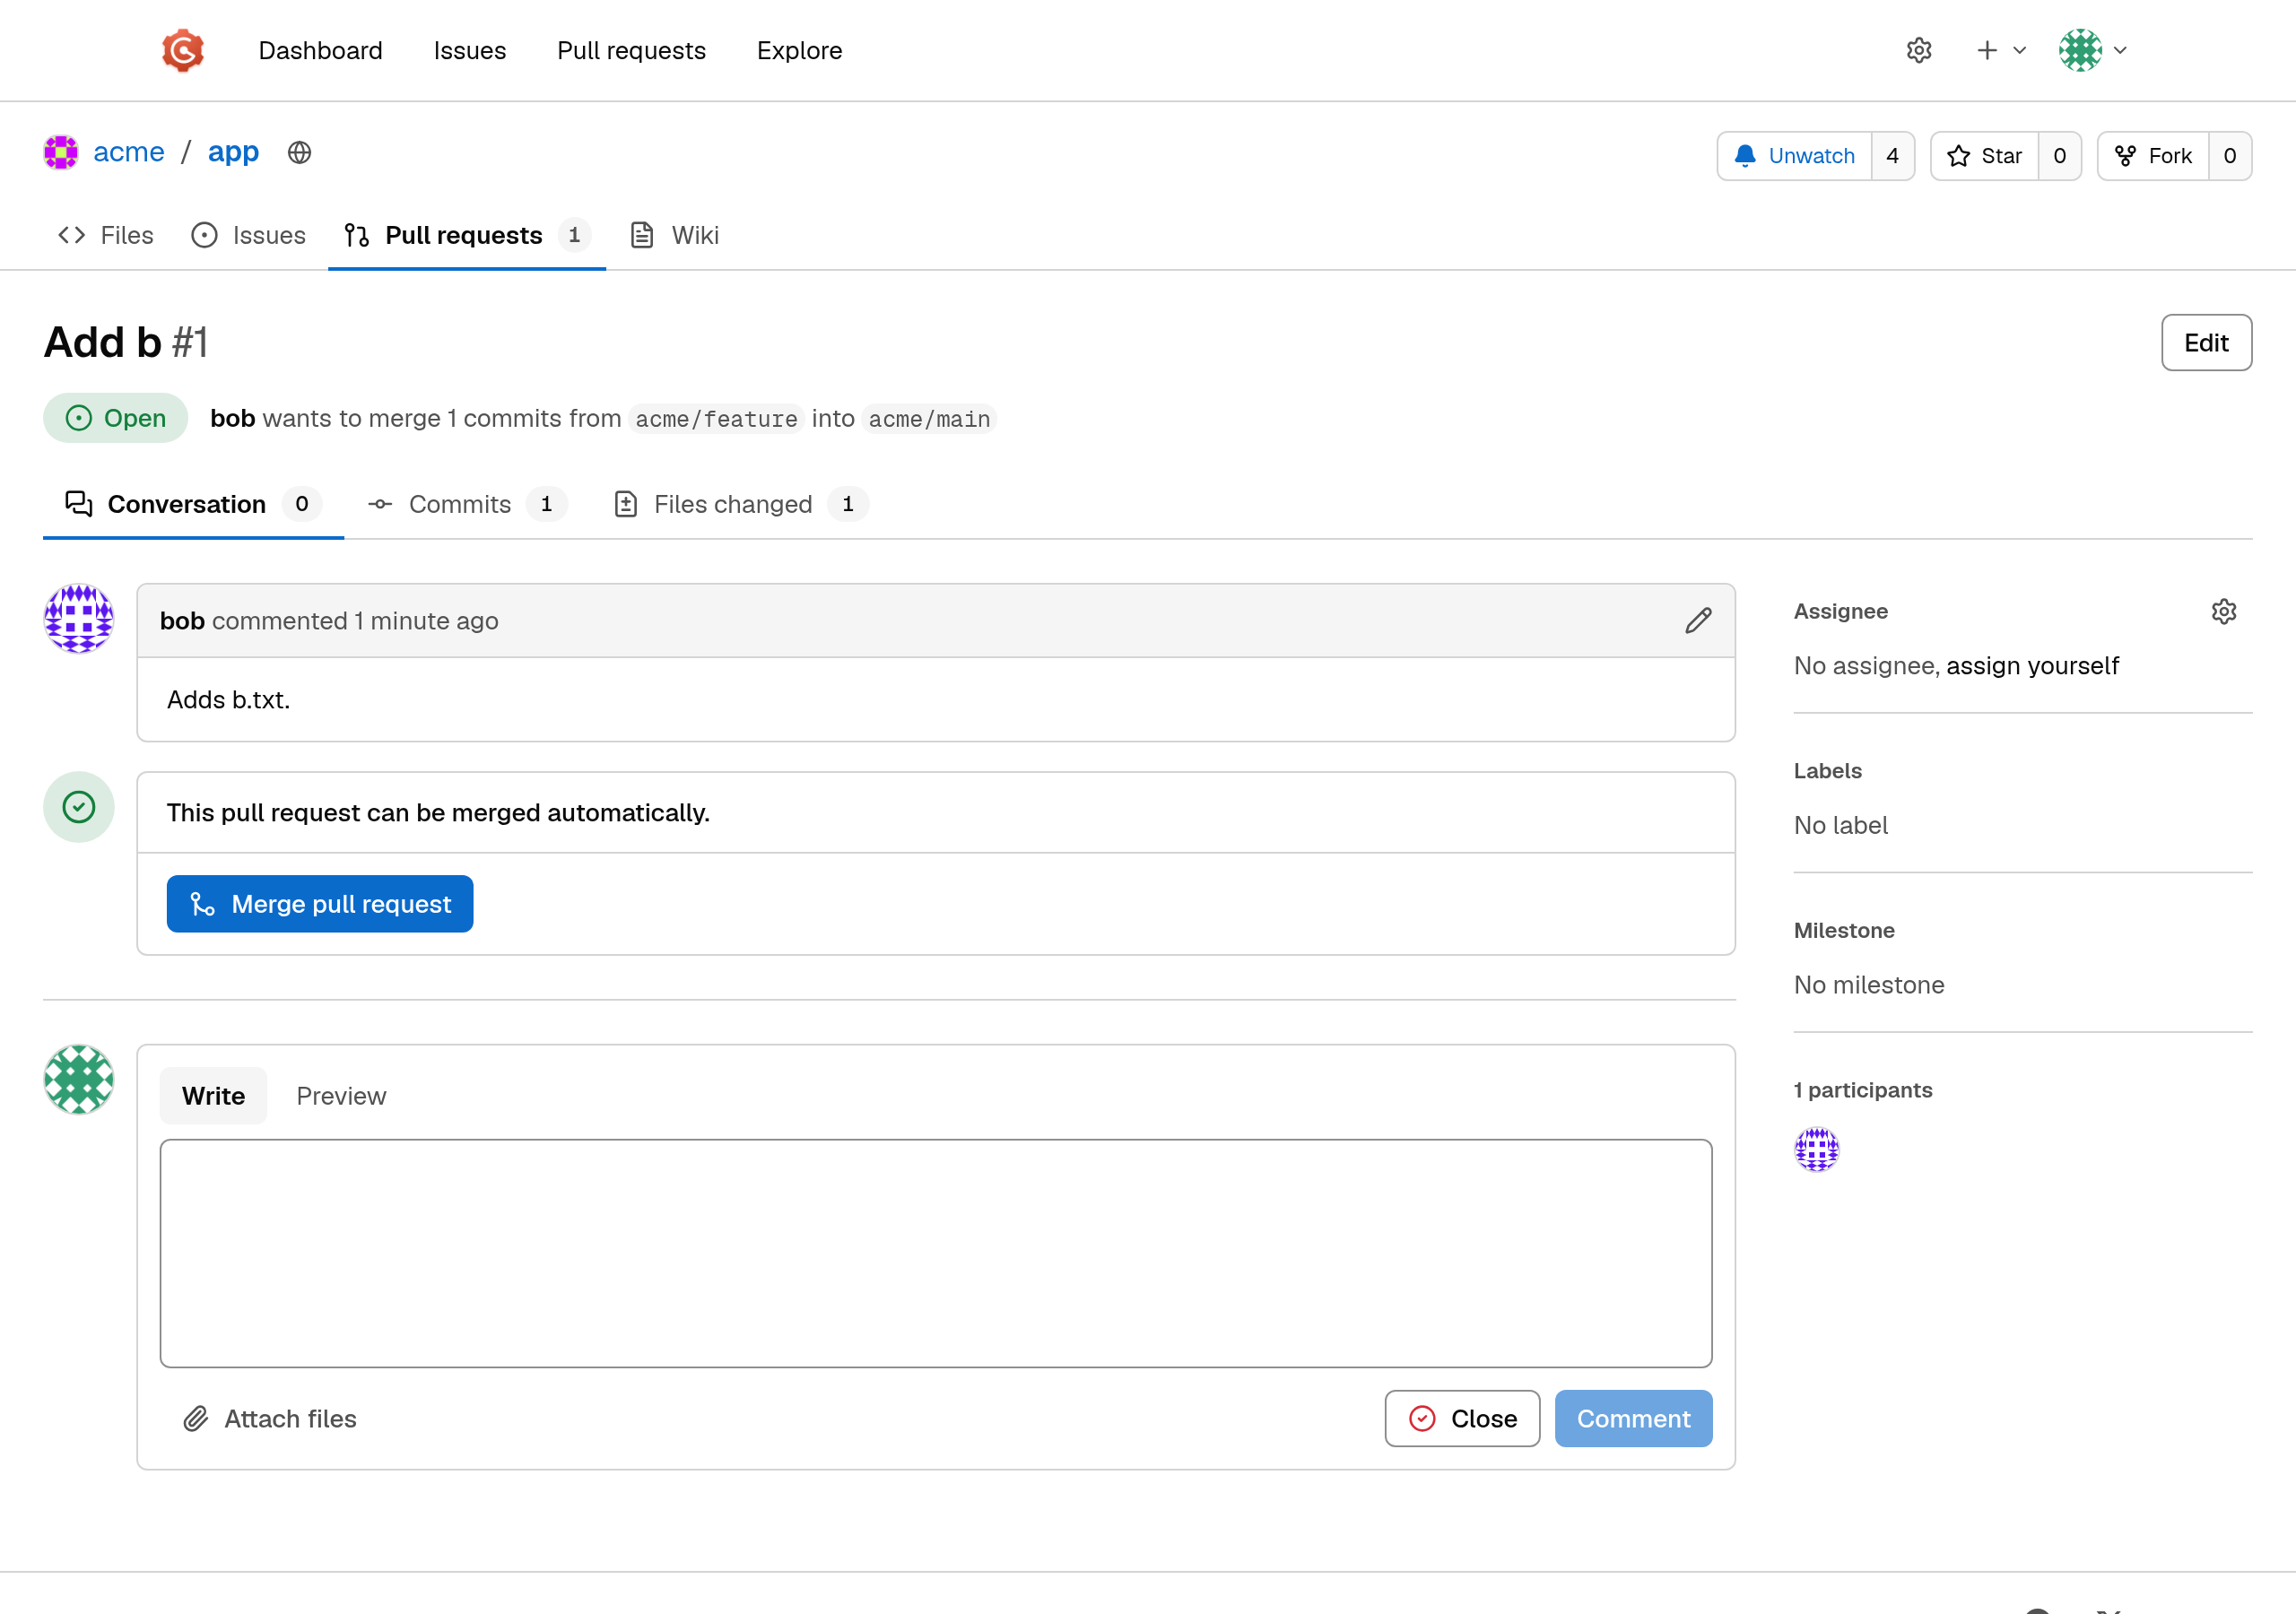 Dashboard Issues Pull requests Explore
acme / app
Unwatch 4 Star 0 Fork 0
Files Issues Pull requests 1 Wiki
Add b #1
Edit
Open bob wants to merge 1 commits from acme/feature into acme/main
Conversation 0 Commits 1 Files changed 1
bob commented 1 minute ago
Adds b.txt.
This pull request can be merged automatically.
Merge pull request
Write Preview
Attach files
Close Comment
Assignee
No assignee, assign yourself
Labels
No label
Milestone
No milestone
1 participants